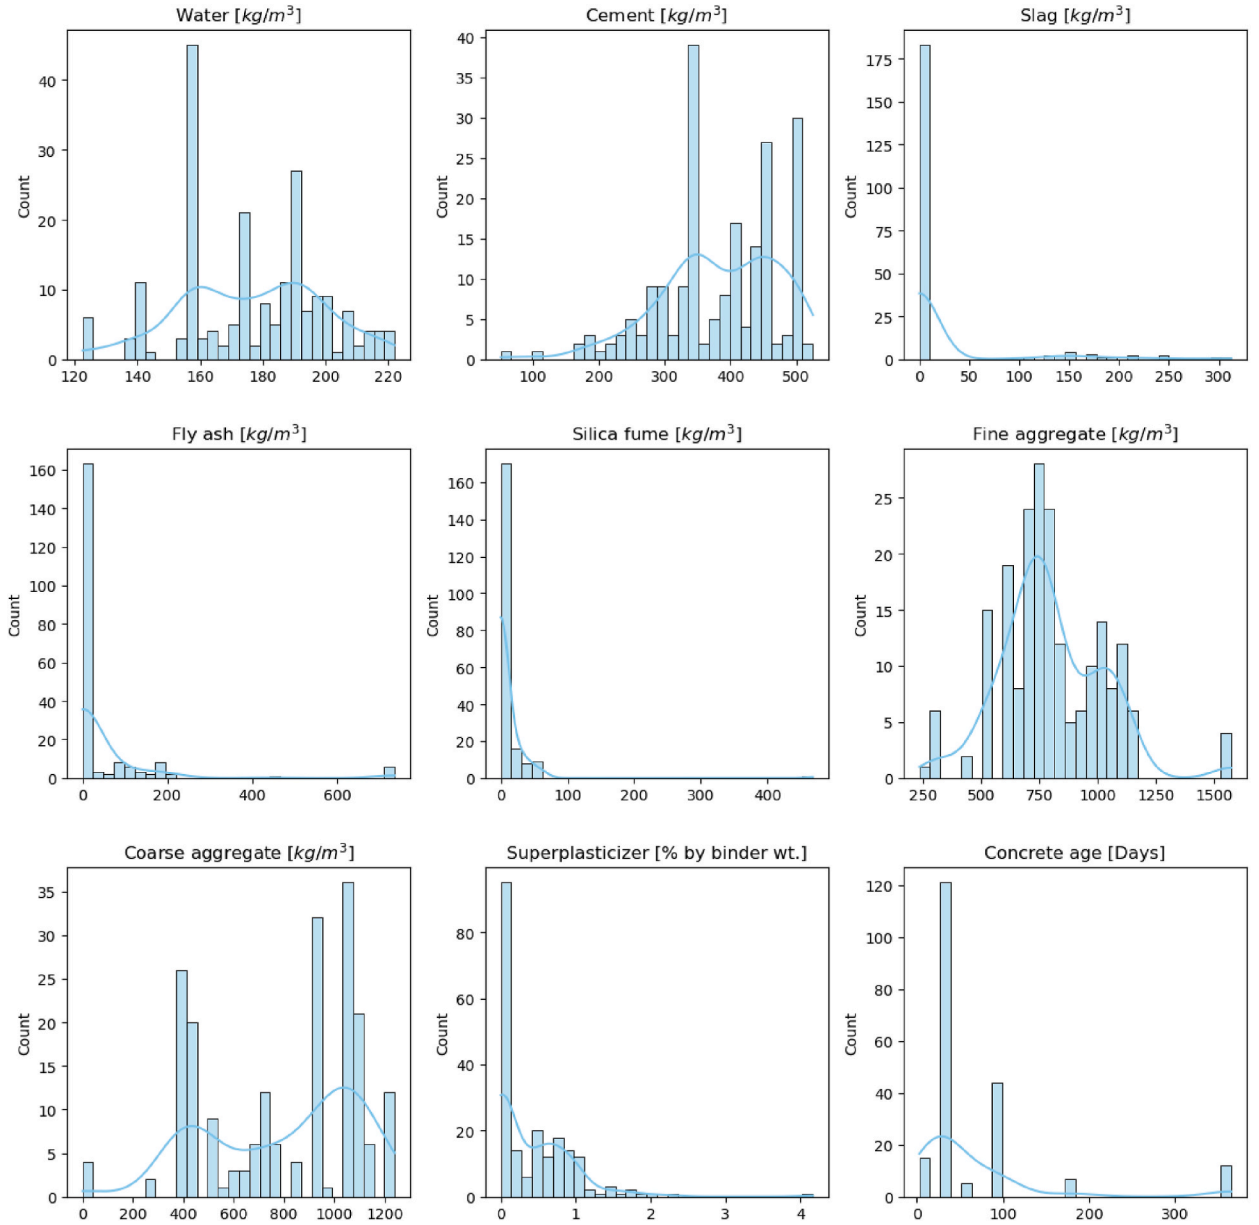 Water [kg/m³]
Count
40
30
20
10
0
120 140 160 180 200 220
Cement [kg/m³]
40
35
30
25
20
15
10
5
0
100 200 300 400 500
Slag [kg/m³]
Count
175
150
125
100
75
50
25
0
0 50 100 150 200 250 300
Fly ash [kg/m³]
Count
160
140
120
100
80
60
40
20
0
0 200 400 600
Silica fume [kg/m³]
Count
160
140
120
100
80
60
40
20
0
0 100 200 300 400
Fine aggregate [kg/m³]
Count
25
20
15
10
5
0
250 500 750 1000 1250 1500
Coarse aggregate [kg/m³]
Count
35
30
25
20
15
10
5
0
0 200 400 600 800 1000 1200
Superplasticizer [% by binder wt.]
Count
80
60
40
20
0
0 1 2 3 4
Concrete age [Days]
Count
120
100
80
60
40
20
0
0 100 200 300
Count